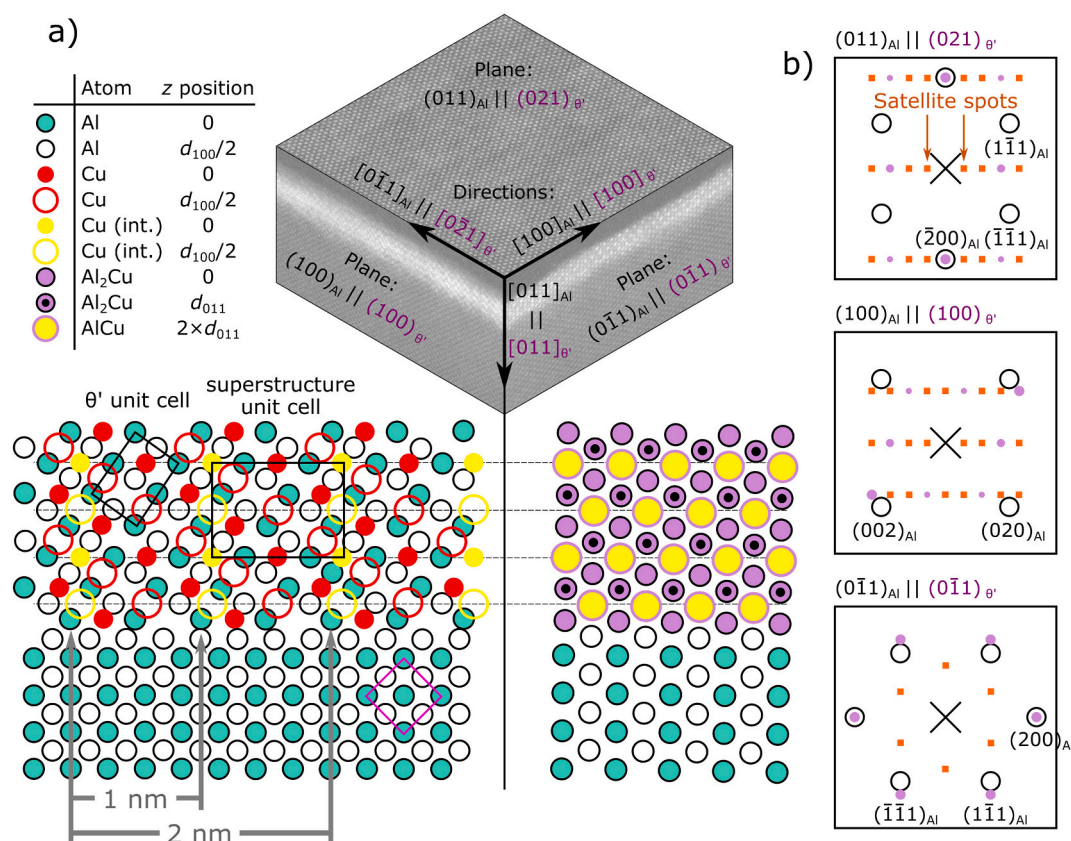 a)
Atom z position
Al 0
Al d₁₀₀/2
Cu 0
Cu d₁₀₀/2
Cu (int.) 0
Cu (int.) d₁₀₀/2
Al₂Cu 0
Al₂Cu d₀₁₁
AlCu 2×d₀₁₁
Plane:
(011)Al || (021)θ'
Directions:
[01̄1]Al || [02̄1]θ'
[100]Al || [100]θ'
Plane:
(100)Al || (100)θ'
[011]Al
||
[011]θ'
Plane:
(01̄1)Al || (01̄1)θ'
θ' unit cell
superstructure
unit cell
1 nm
2 nm
b)
(011)Al || (021)θ'
Satellite spots
(11̄1)Al
(2̄00)Al
(1̄1̄1)Al
(100)Al || (100)θ'
(002)Al
(020)Al
(01̄1)Al || (01̄1)θ'
(200)A
(1̄1̄1)Al
(11̄1)Al